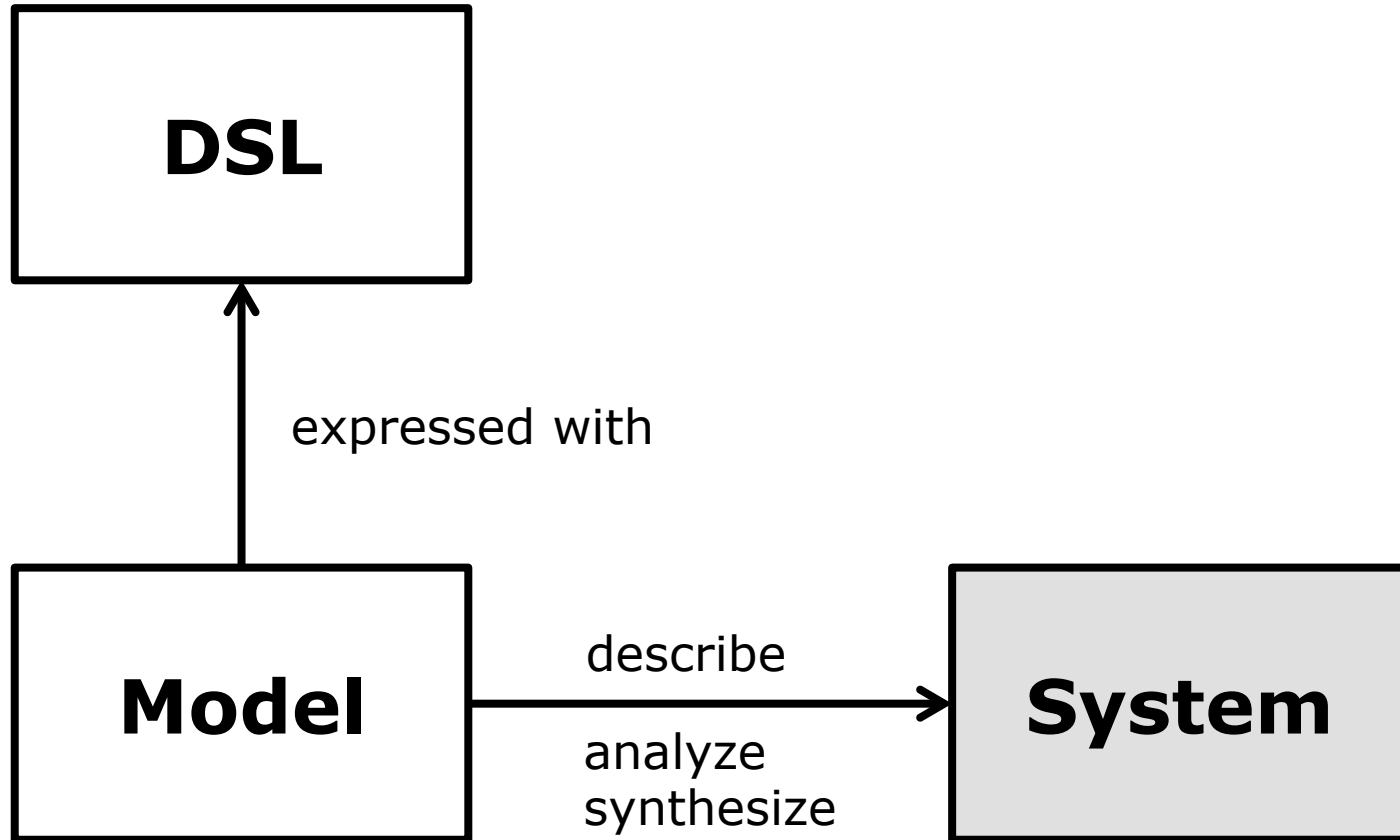 DSL
expressed with
describe
Model
System
analyze
synthesize